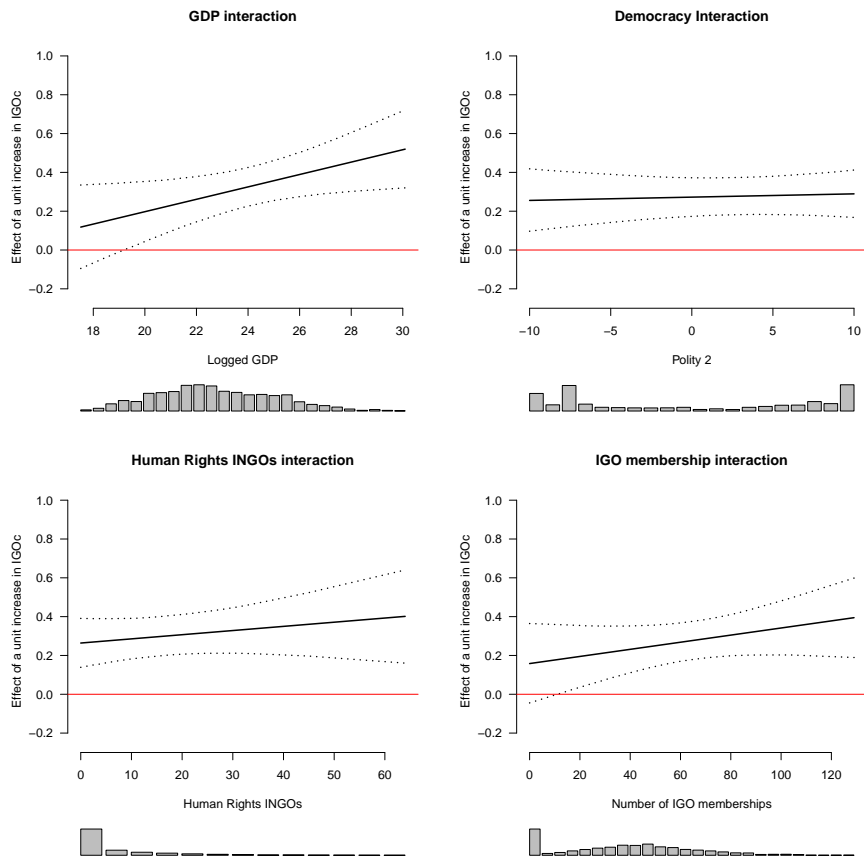 GDP interaction
Effect of a unit increase in IGOc
1.0
0.8
0.6
0.4
0.2
0.0
−0.2
18 20 22 24 26 28 30
Logged GDP
Democracy Interaction
Effect of a unit increase in IGOc
1.0
0.8
0.6
0.4
0.2
0.0
−0.2
−10 −5 0 5 10
Polity 2
Human Rights INGOs interaction
Effect of a unit increase in IGOc
1.0
0.8
0.6
0.4
0.2
0.0
−0.2
0 10 20 30 40 50 60
Human Rights INGOs
IGO membership interaction
Effect of a unit increase in IGOc
1.0
0.8
0.6
0.4
0.2
0.0
−0.2
0 20 40 60 80 100 120
Number of IGO memberships